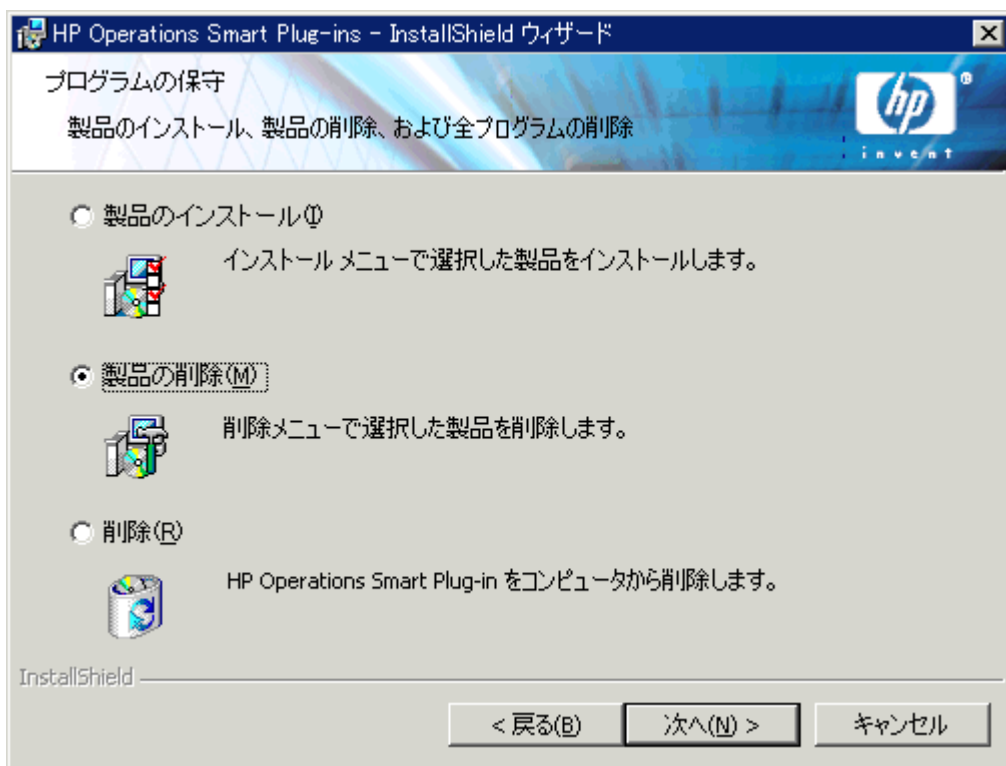 HP Operations Smart Plug-ins - InstallShield ウィザード
プログラムの保守
製品のインストール、製品の削除、および全プログラムの削除
hp
®
invent
製品のインストール(I)
インストール メニューで選択した製品をインストールします。
製品の削除(M)
削除メニューで選択した製品を削除します。
削除(R)
HP Operations Smart Plug-in をコンピュータから削除します。
InstallShield
< 戻る(B)
次へ(N) >
キャンセル